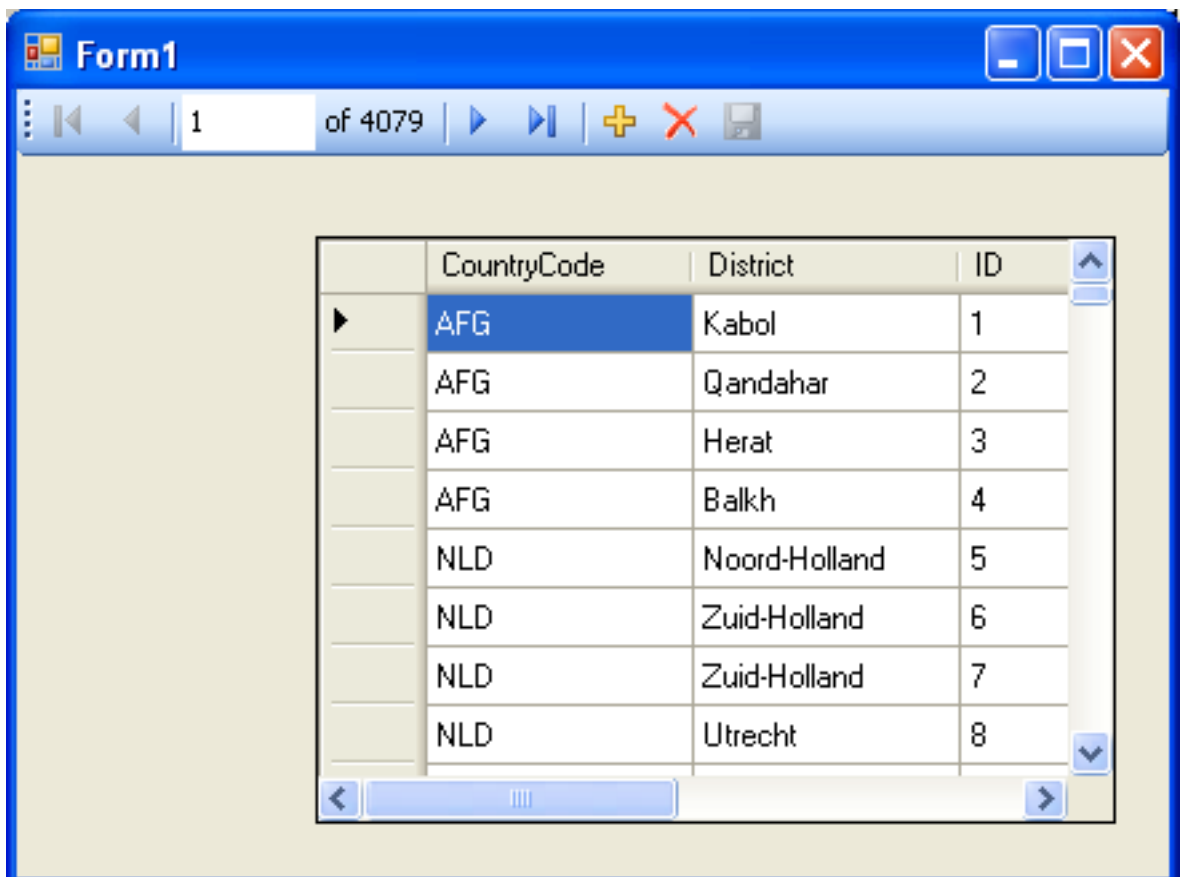 Form1
1 of 4079
CountryCode District ID
AFG Kabol 1
AFG Qandahar 2
AFG Herat 3
AFG Balkh 4
NLD Noord-Holland 5
NLD Zuid-Holland 6
NLD Zuid-Holland 7
NLD Utrecht 8